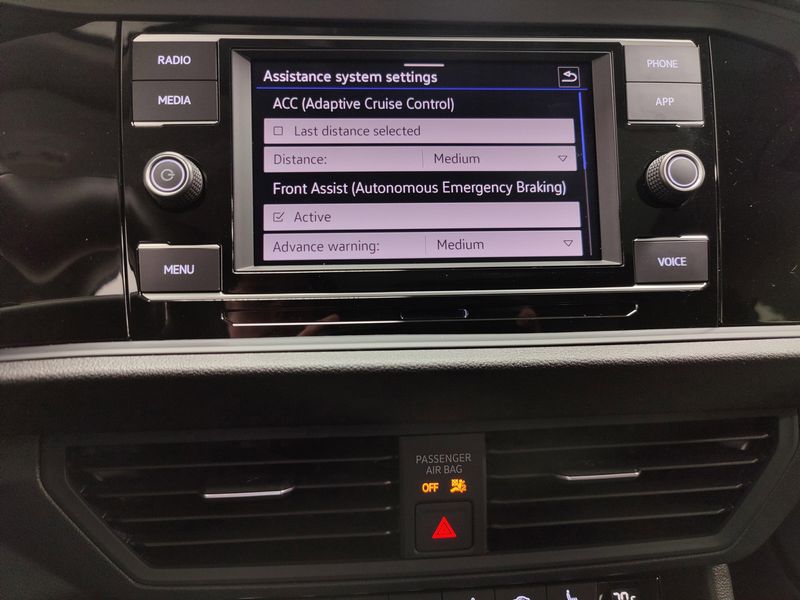 RADIO
MEDIA
MENU
Assistance system settings
ACC (Adaptive Cruise Control)
Last distance selected
Distance: Medium
Front Assist (Autonomous Emergency Braking)
Active
Advance warning: Medium
PHONE
APP
VOICE
PASSENGER
AIR BAG
OFF